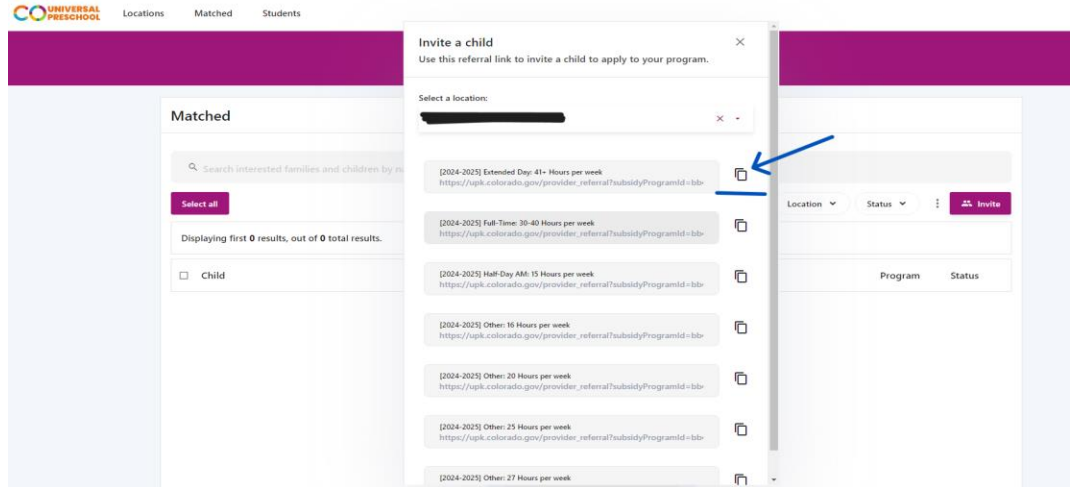 CO UNIVERSAL
PRESCHOOL
Locations Matched Students
Invite a child
Use this referral link to invite a child to apply to your program.
Select a location:
Matched
Search interested families and children by n
[2024-2025] Extended Day: 41+ Hours per week
https://upk.colorado.gov/provider_referral?subsidyProgramId=bb
Select all
Location Status Invite
[2024-2025] Full-Time: 30-40 Hours per week
https://upk.colorado.gov/provider_referral?subsidyProgramId=bb
Displaying first 0 results, out of 0 total results.
Child
Program Status
[2024-2025] Half-Day AM: 15 Hours per week
https://upk.colorado.gov/provider_referral?subsidyProgramId=bb
[2024-2025] Other: 16 Hours per week
https://upk.colorado.gov/provider_referral?subsidyProgramId=bb
[2024-2025] Other: 20 Hours per week
https://upk.colorado.gov/provider_referral?subsidyProgramId=bb
[2024-2025] Other: 25 Hours per week
https://upk.colorado.gov/provider_referral?subsidyProgramId=bb
[2024-2025] Other: 27 Hours per week